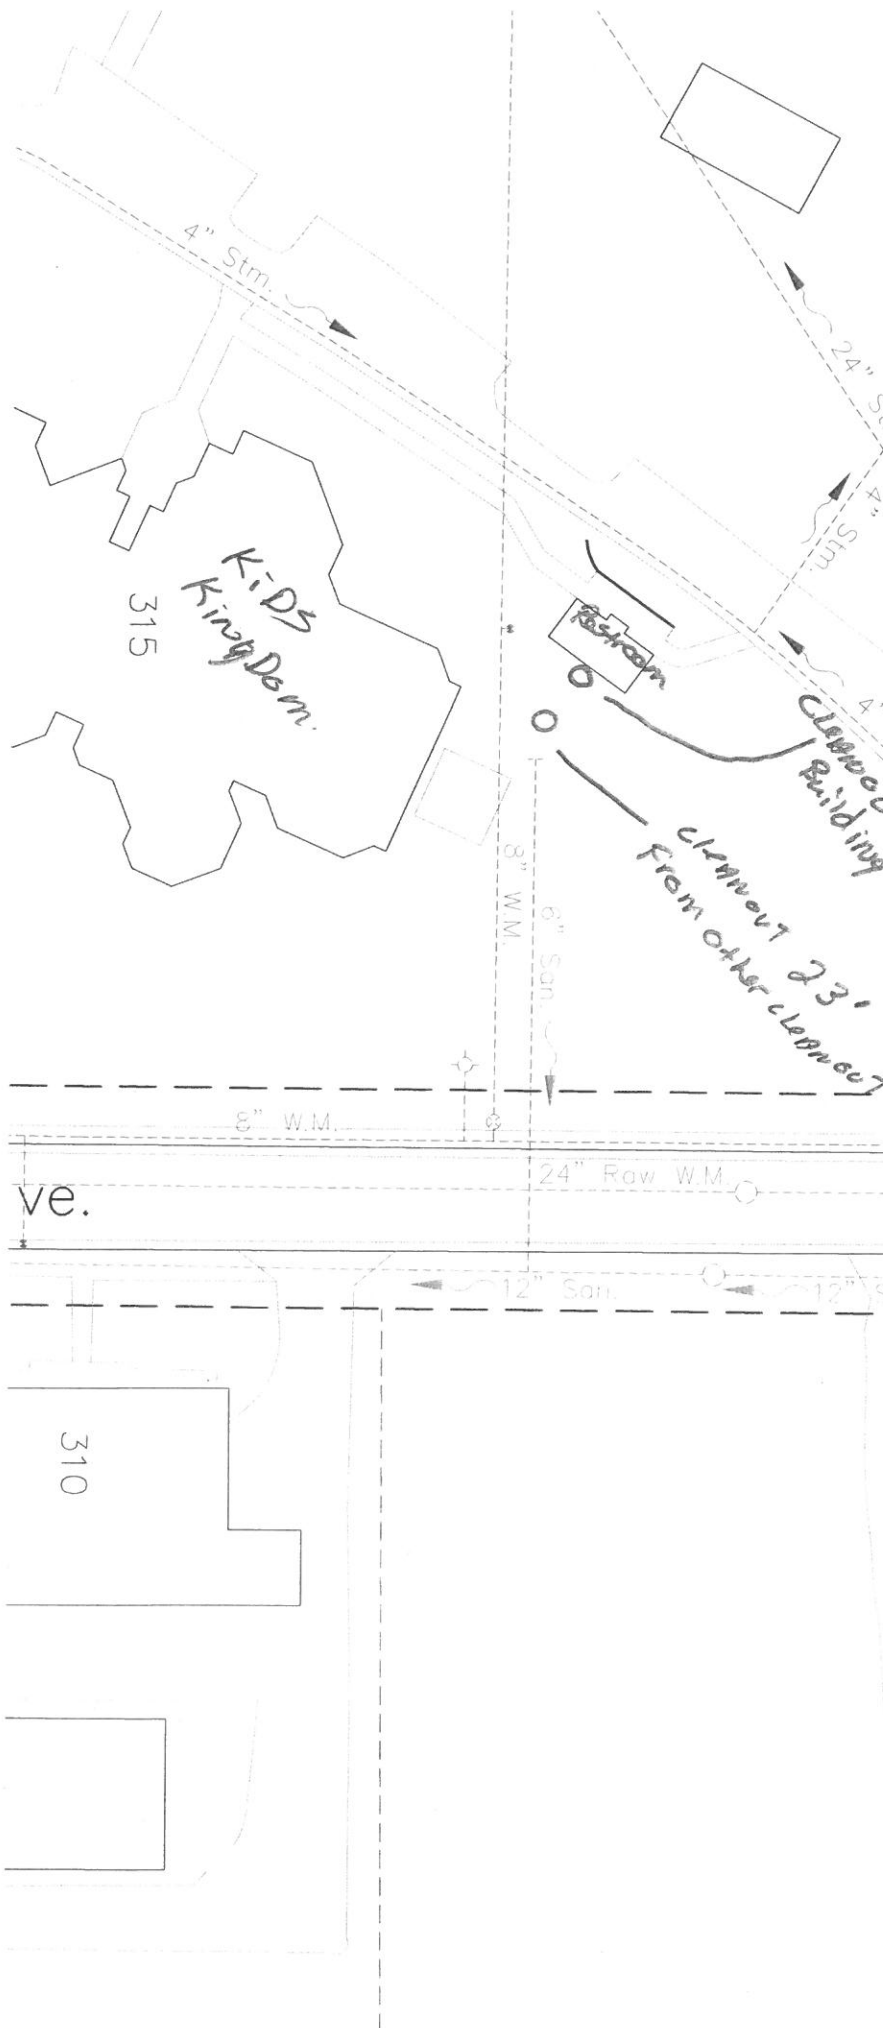 4" Stm.
24" St
4" Stm.
KiDS
KingDom.
315
Restroom
4"
Building
cleanout 23'
From other cleanout
8" W.M.
6" San.
8" W.M.
24" Raw W.M.
ve.
12" San.
12" S
310